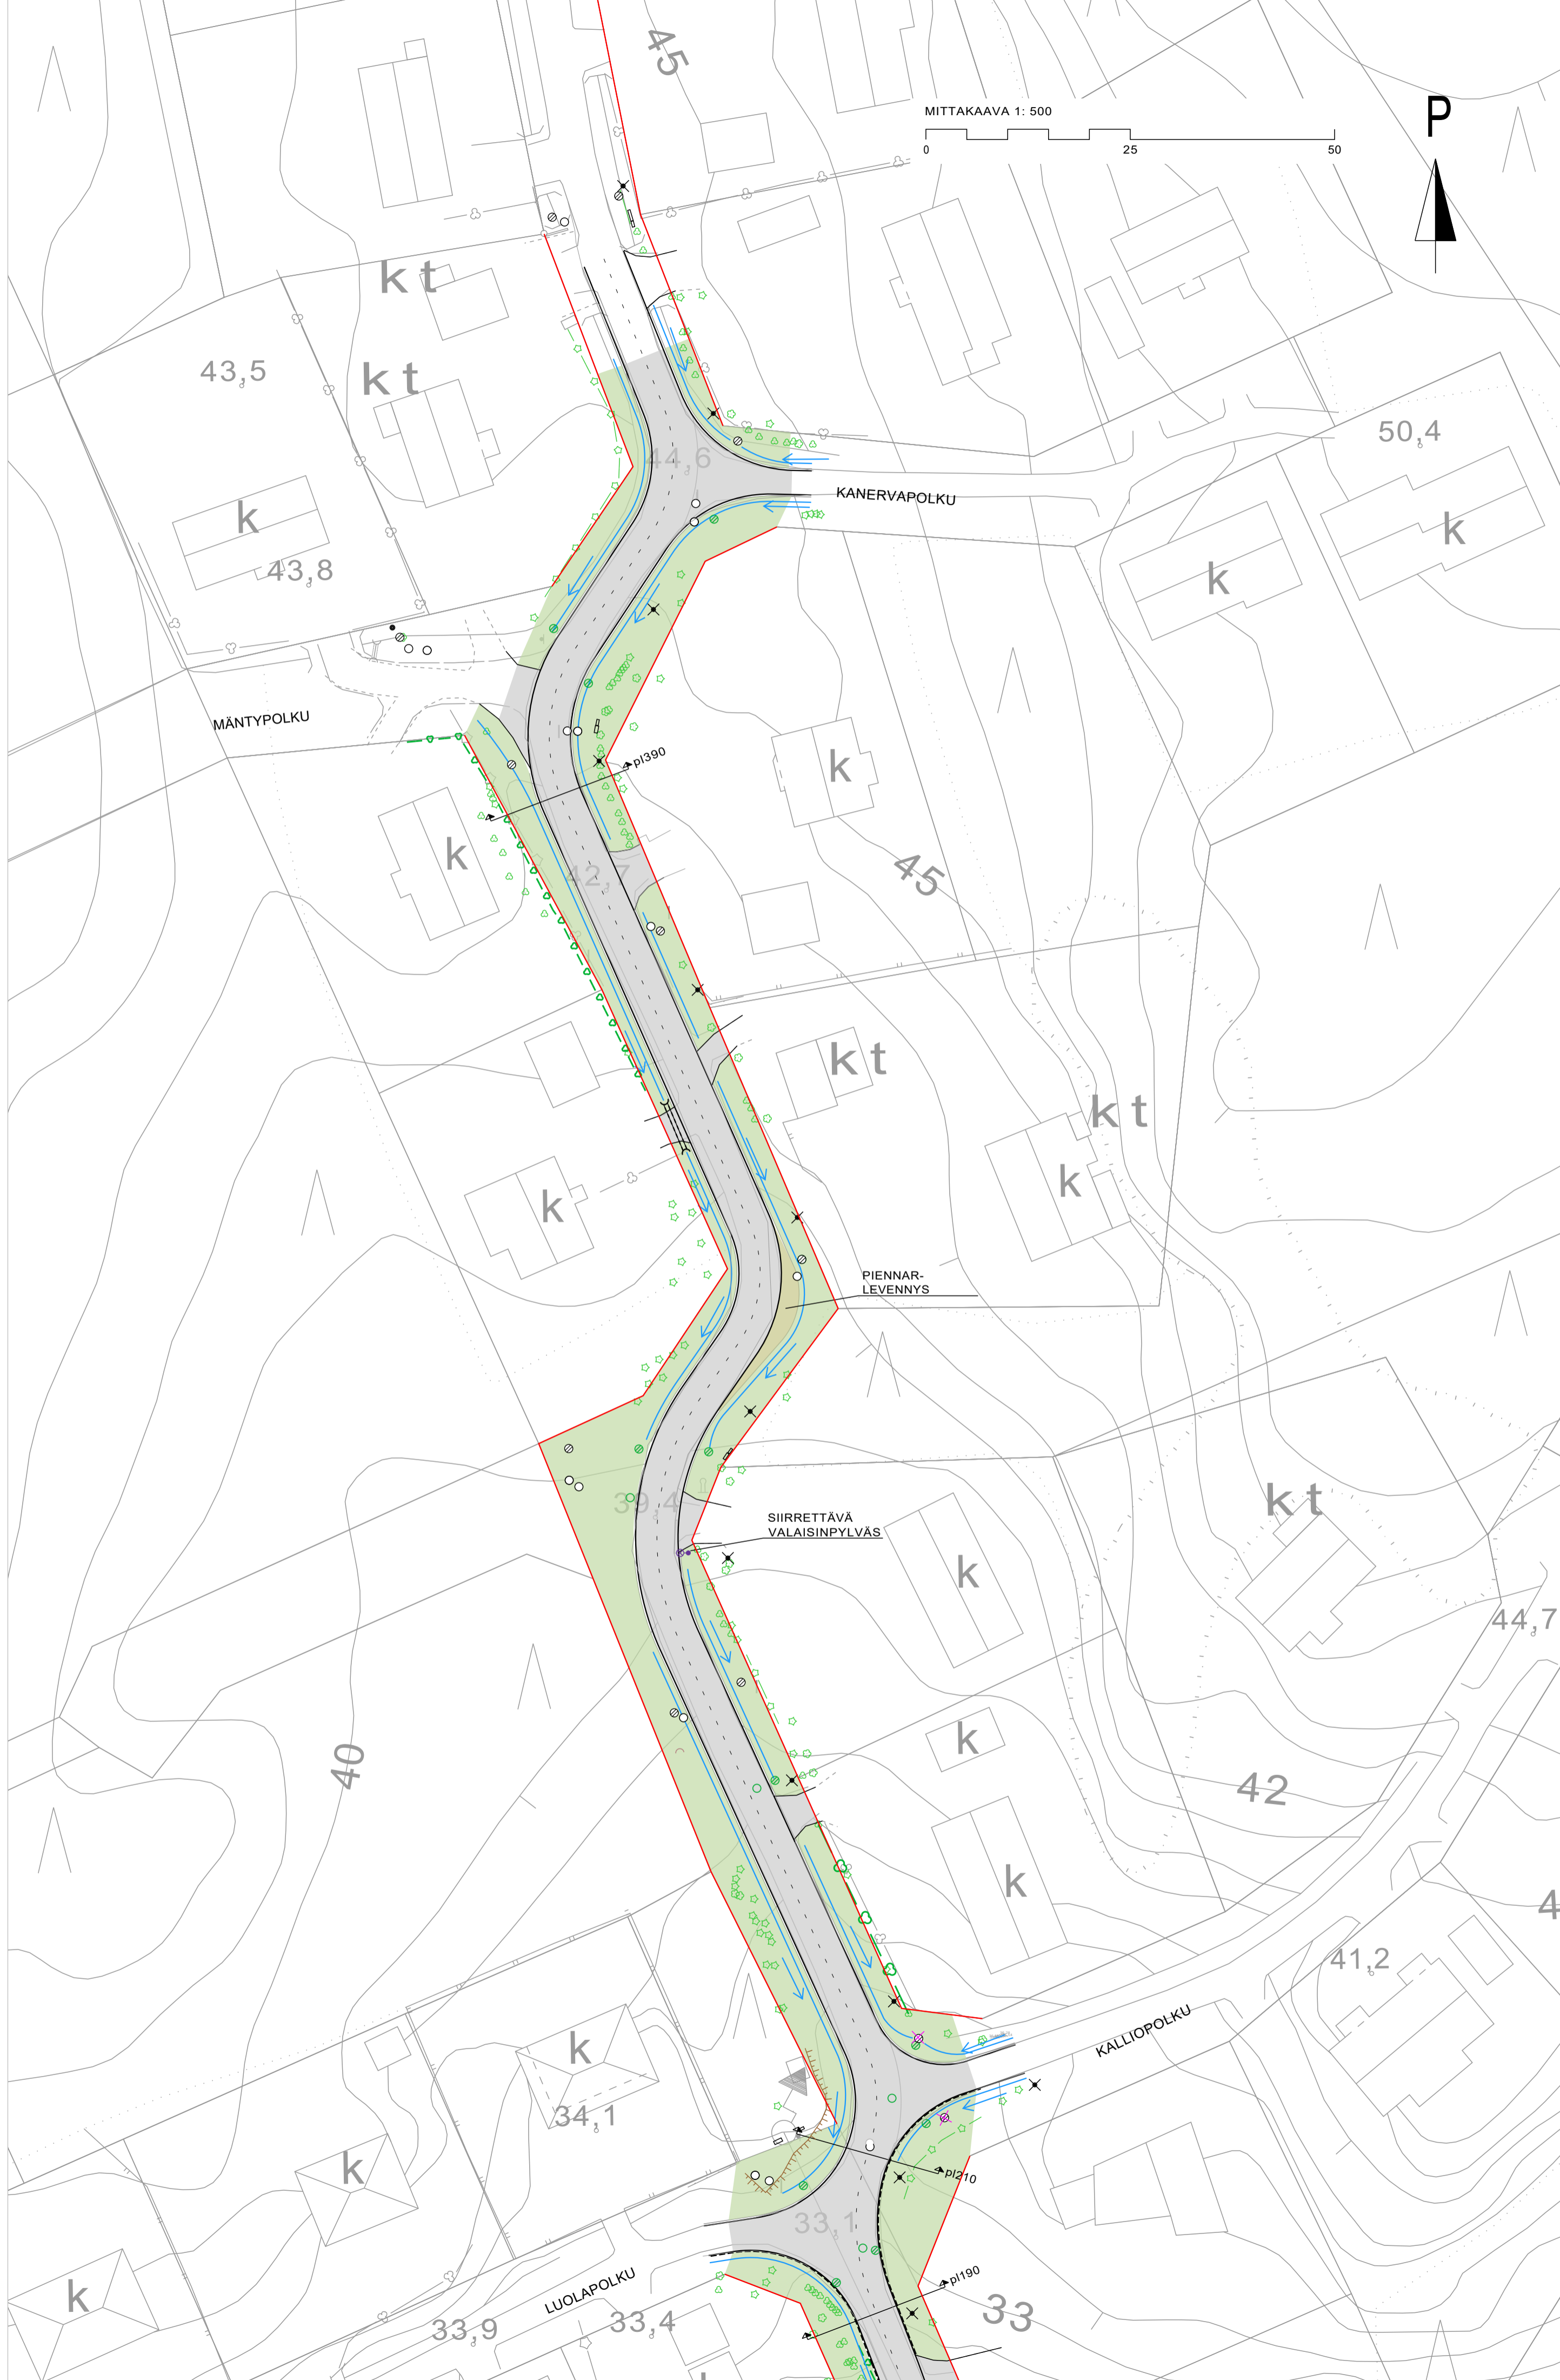 45
MITTAKAAVA 1: 500
0
25
50
P
k t
43,5
k t
50,4
44,6
KANERVAPOLKU
k
k
43,8
k
MÄNTYPOLKU
pl390
k
k
42,7
45
k t
k t
k
k
PIENNAR-
LEVENNYS
39,4
k t
SIIRRETTÄVÄ
VALAISINPYLVÄS
k
44,7
k
40
42
k
4
41,2
KALLIOPOLKU
k
34,1
k
pl210
33,1
k
LUOLAPOLKU
pl190
33
33,9
33,4